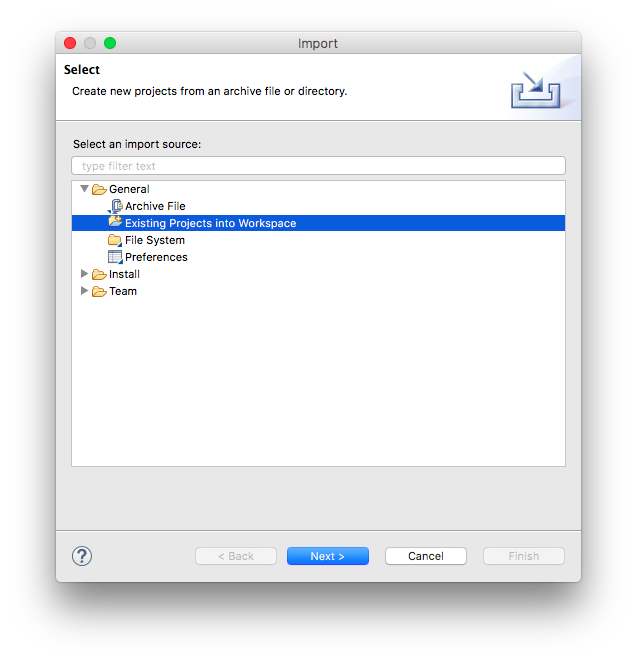 Import
Select
Create new projects from an archive file or directory.
Select an import source:
type filter text
General
Archive File
Existing Projects into Workspace
File System
Preferences
Install
Team
?
< Back
Next >
Cancel
Finish